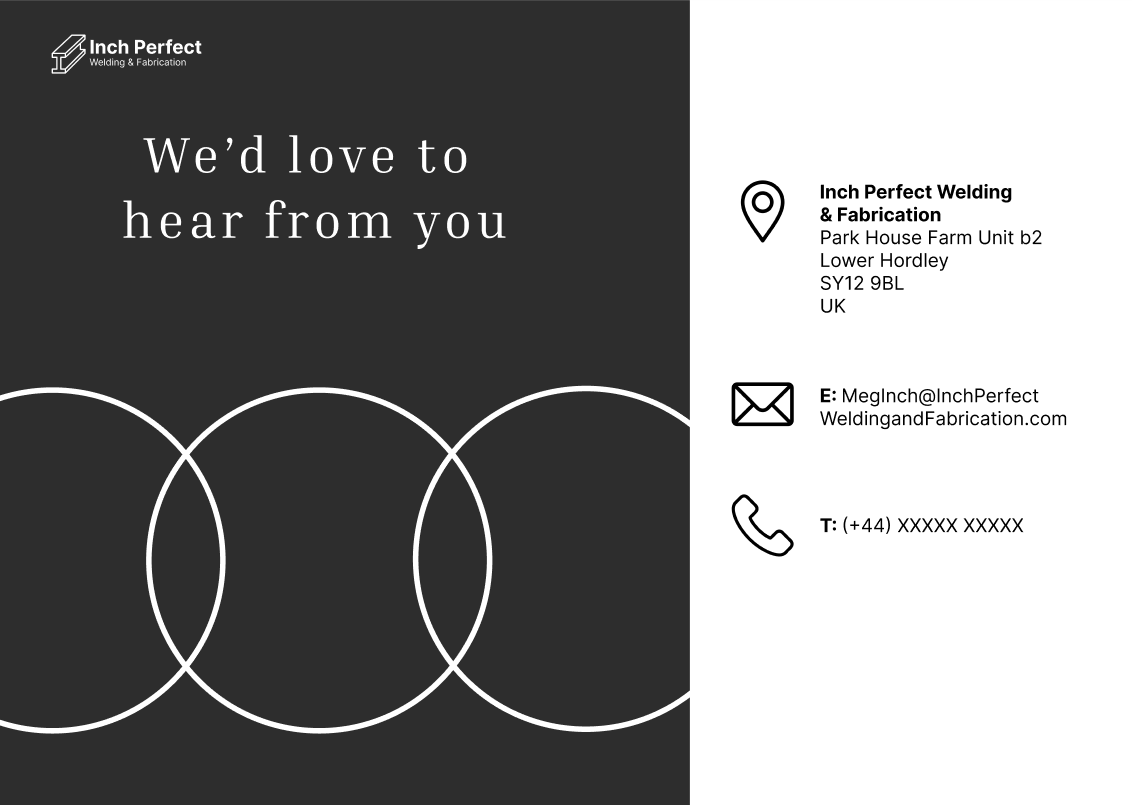 Inch Perfect
Welding & Fabrication
We’d love to
hear from you
Inch Perfect Welding
& Fabrication
Park House Farm Unit b2
Lower Hordley
SY12 9BL
UK
E: MegInch@InchPerfect
WeldingandFabrication.com
T: (+44) XXXXX XXXXX